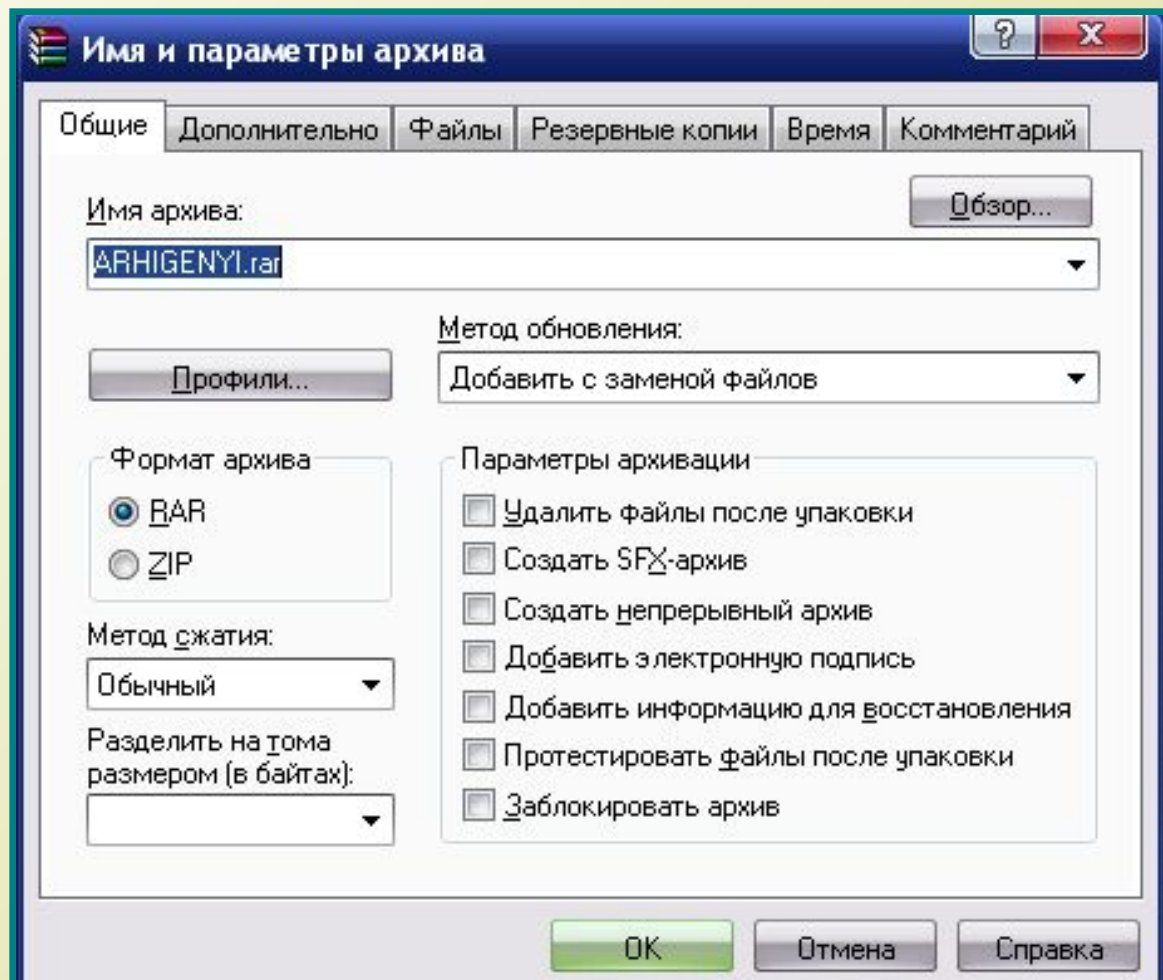 Имя и параметры архива
?
X
Общие Дополнительно Файлы Резервные копии Время Комментарий
Имя архива:
Обзор...
ARHIGENYI.rar
Метод обновления:
Профили...
Добавить с заменой файлов
Формат архива
RAR
ZIP
Метод сжатия:
Обычный
Разделить на тома
размером (в байтах):
Параметры архивации
Удалить файлы после упаковки
Создать SFX-архив
Создать непрерывный архив
Добавить электронную подпись
Добавить информацию для восстановления
Протестировать файлы после упаковки
Заблокировать архив
OK Отмена Справка